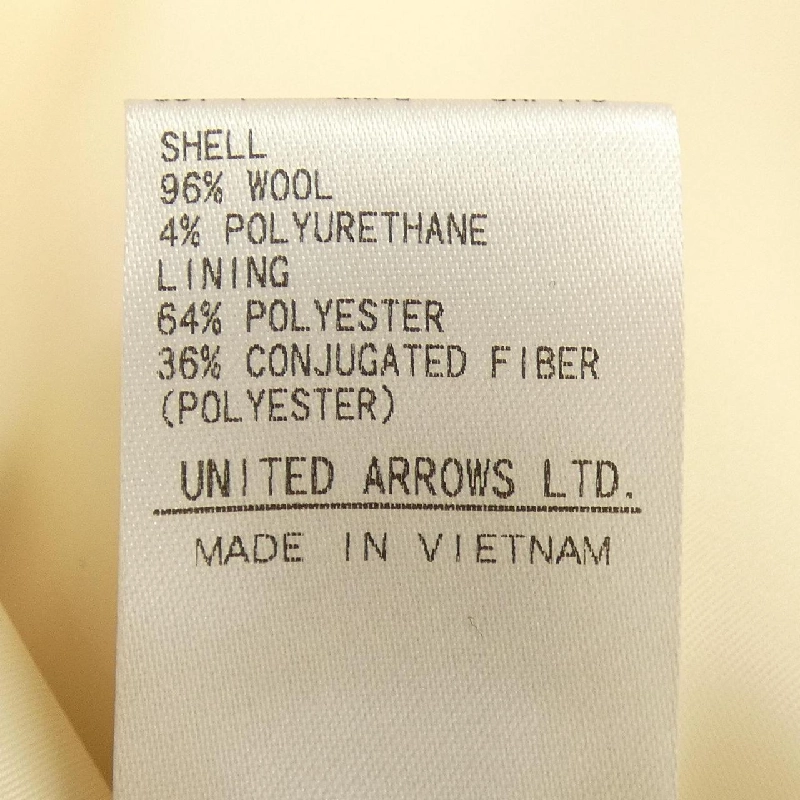 SHELL
96% WOOL
4% POLYURETHANE
LINING
64% POLYESTER
36% CONJUGATED FIBER
(POLYESTER)
UNITED ARROWS LTD.
MADE IN VIETNAM